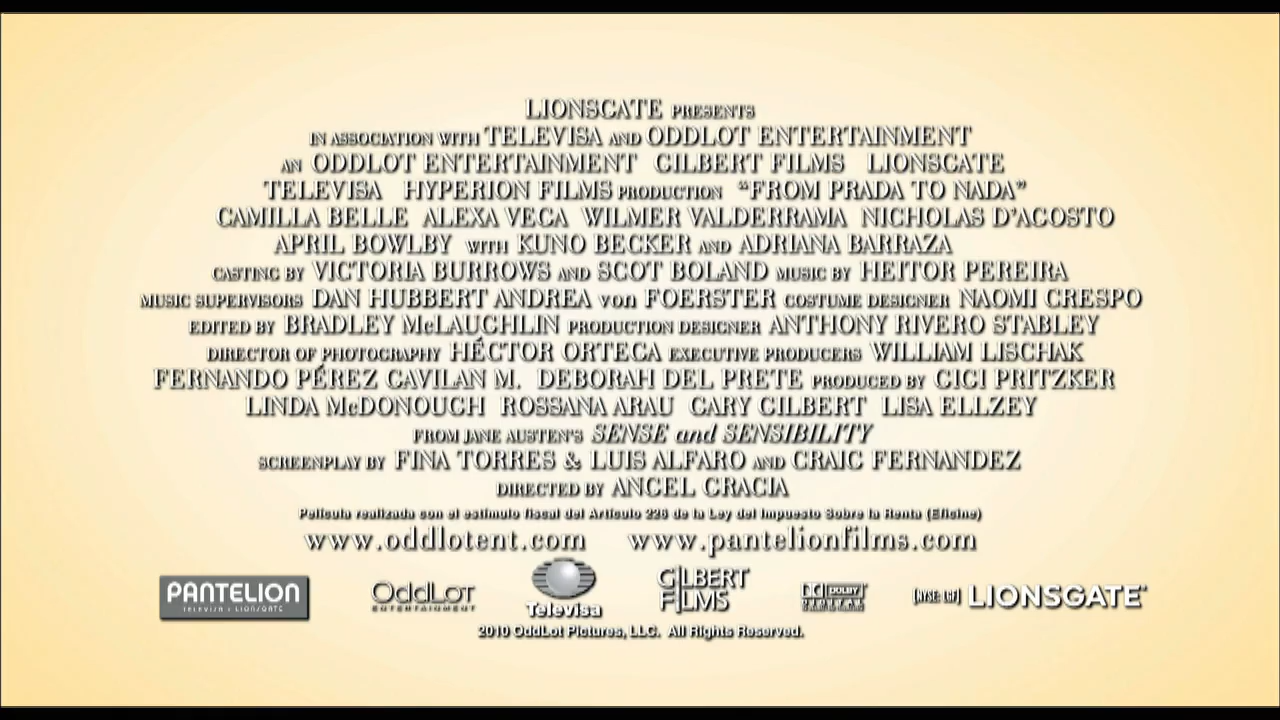 LIONSGATE PRESENTS
IN ASSOCIATION WITH TELEVISA AND ODDLOT ENTERTAINMENT
AN ODDLOT ENTERTAINMENT GILBERT FILMS LIONSGATE
TELEVISA HYPERION FILMS PRODUCTION “FROM PRADA TO NADA”
CAMILLA BELLE ALEXA VEGA WILMER VALDERRAMA NICHOLAS D’AGOSTO
APRIL BOWLBY WITH KUNO BECKER AND ADRIANA BARRAZA
CASTING BY VICTORIA BURROWS AND SCOT BOLAND MUSIC BY HEITOR PEREIRA
MUSIC SUPERVISORS DAN HUBBERT ANDREA von FOERSTER COSTUME DESIGNER NAOMI CRESPO
EDITED BY BRADLEY McLAUGHLIN PRODUCTION DESIGNER ANTHONY RIVERO STABLEY
DIRECTOR OF PHOTOGRAPHY HÉCTOR ORTEGA EXECUTIVE PRODUCERS WILLIAM LISCHAK
FERNANDO PÉREZ GAVILAN M. DEBORAH DEL PRETE PRODUCED BY GIGI PRITZKER
LINDA McDONOUGH ROSSANA ARAU GARY GILBERT LISA ELLZEY
FROM JANE AUSTEN’S SENSE and SENSIBILITY
SCREENPLAY BY FINA TORRES & LUIS ALFARO AND CRAIG FERNANDEZ
DIRECTED BY ANGEL GRACIA
Película realizada con el estímulo fiscal del Artículo 226 de la Ley del Impuesto Sobre la Renta (Eficine)
www.oddlotent.com www.pantelionfilms.com
PANTELION
TELEVISA LIONSGATE
OddLot
ENTERTAINMENT
Televisa
GILBERT
FILMS
DOLBY
DIGITAL
[NYSE: LGF] LIONSGATE
2010 OddLot Pictures, LLC. All Rights Reserved.